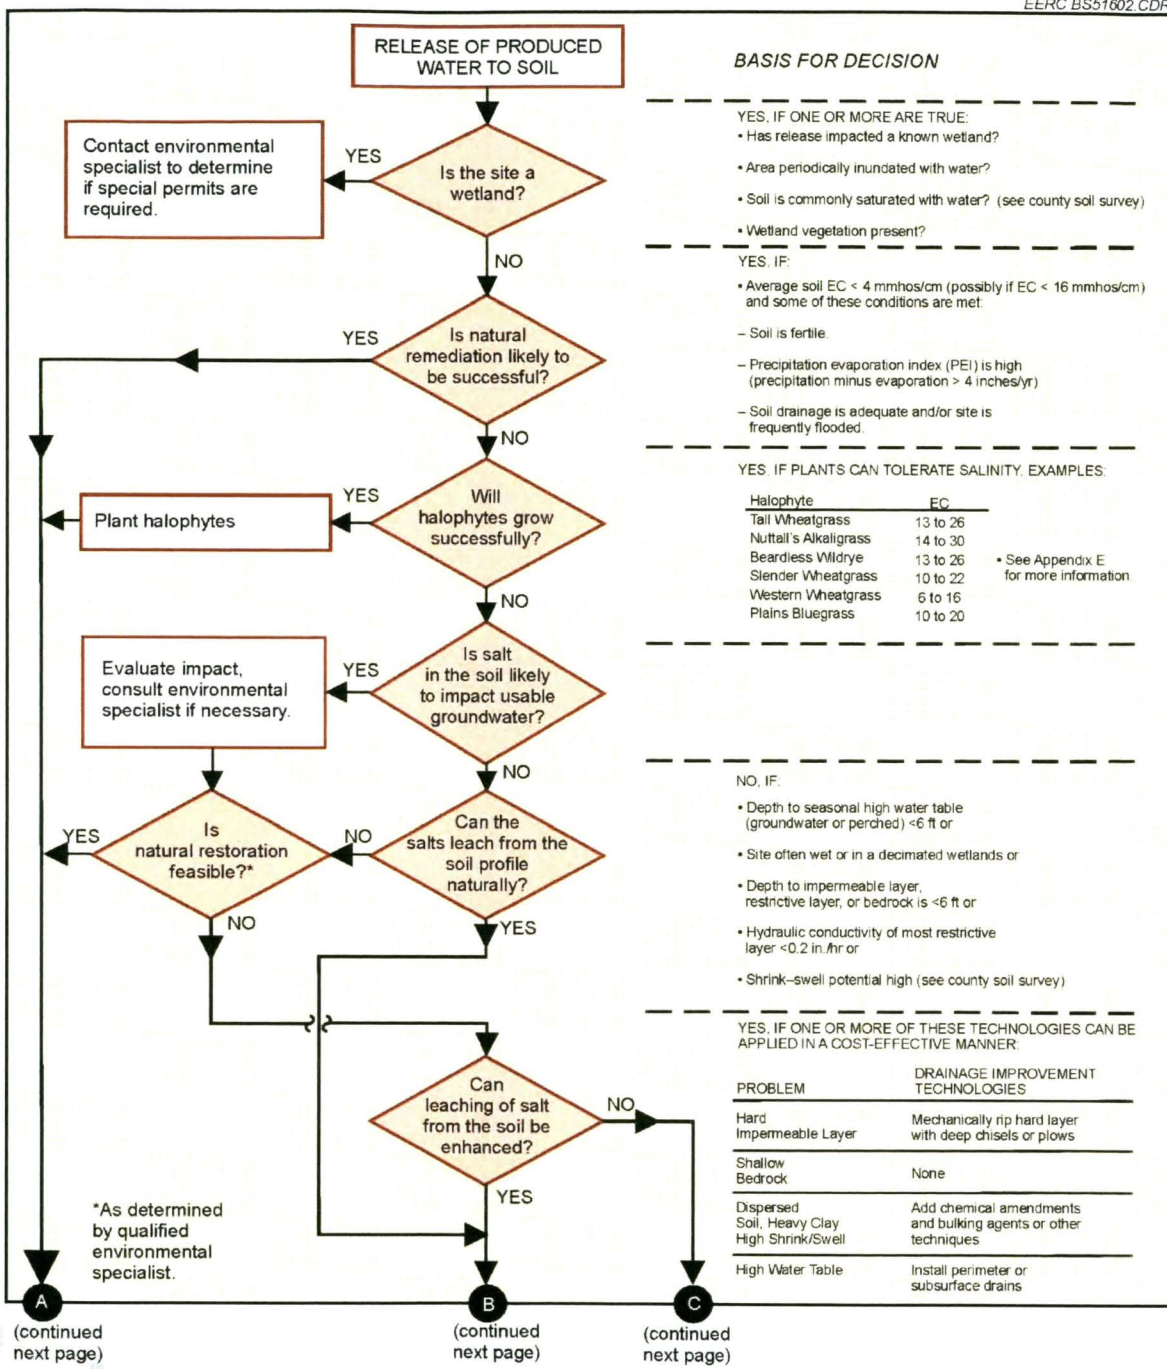 EERC BS51602.CDR
RELEASE OF PRODUCED
WATER TO SOIL
BASIS FOR DECISION
Is the site a
wetland?
YES
Contact environmental
specialist to determine
if special permits are
required.
NO
YES, IF ONE OR MORE ARE TRUE:
• Has release impacted a known wetland?
• Area periodically inundated with water?
• Soil is commonly saturated with water? (see county soil survey)
• Wetland vegetation present?
Is natural
remediation likely to
be successful?
YES
NO
YES. IF:
• Average soil EC < 4 mmhos/cm (possibly if EC < 16 mmhos/cm)
and some of these conditions are met:
– Soil is fertile.
– Precipitation evaporation index (PEI) is high
(precipitation minus evaporation > 4 inches/yr)
– Soil drainage is adequate and/or site is
frequently flooded.
Will
halophytes grow
successfully?
YES
Plant halophytes
NO
YES. IF PLANTS CAN TOLERATE SALINITY. EXAMPLES:
Halophyte EC
Tall Wheatgrass 13 to 26
Nuttall's Alkaligrass 14 to 30
Beardless Wildrye 13 to 26
Slender Wheatgrass 10 to 22
Western Wheatgrass 6 to 16
Plains Bluegrass 10 to 20
• See Appendix E
for more information
Is salt
in the soil likely
to impact usable
groundwater?
YES
Evaluate impact,
consult environmental
specialist if necessary.
NO
Can the
salts leach from the
soil profile
naturally?
NO
YES
Is
natural restoration
feasible?*
YES
NO
NO, IF:
• Depth to seasonal high water table
(groundwater or perched) <6 ft or
• Site often wet or in a decimated wetlands or
• Depth to impermeable layer,
restrictive layer, or bedrock is <6 ft or
• Hydraulic conductivity of most restrictive
layer <0.2 in./hr or
• Shrink–swell potential high (see county soil survey)
Can
leaching of salt
from the soil be
enhanced?
NO
YES
YES, IF ONE OR MORE OF THESE TECHNOLOGIES CAN BE
APPLIED IN A COST-EFFECTIVE MANNER:
PROBLEM DRAINAGE IMPROVEMENT
TECHNOLOGIES
Hard Mechanically rip hard layer
Impermeable Layer with deep chisels or plows
Shallow
Bedrock None
Dispersed Add chemical amendments
Soil, Heavy Clay and bulking agents or other
High Shrink/Swell techniques
High Water Table Install perimeter or
subsurface drains
*As determined
by qualified
environmental
specialist.
A
(continued
next page)
B
(continued
next page)
C
(continued
next page)